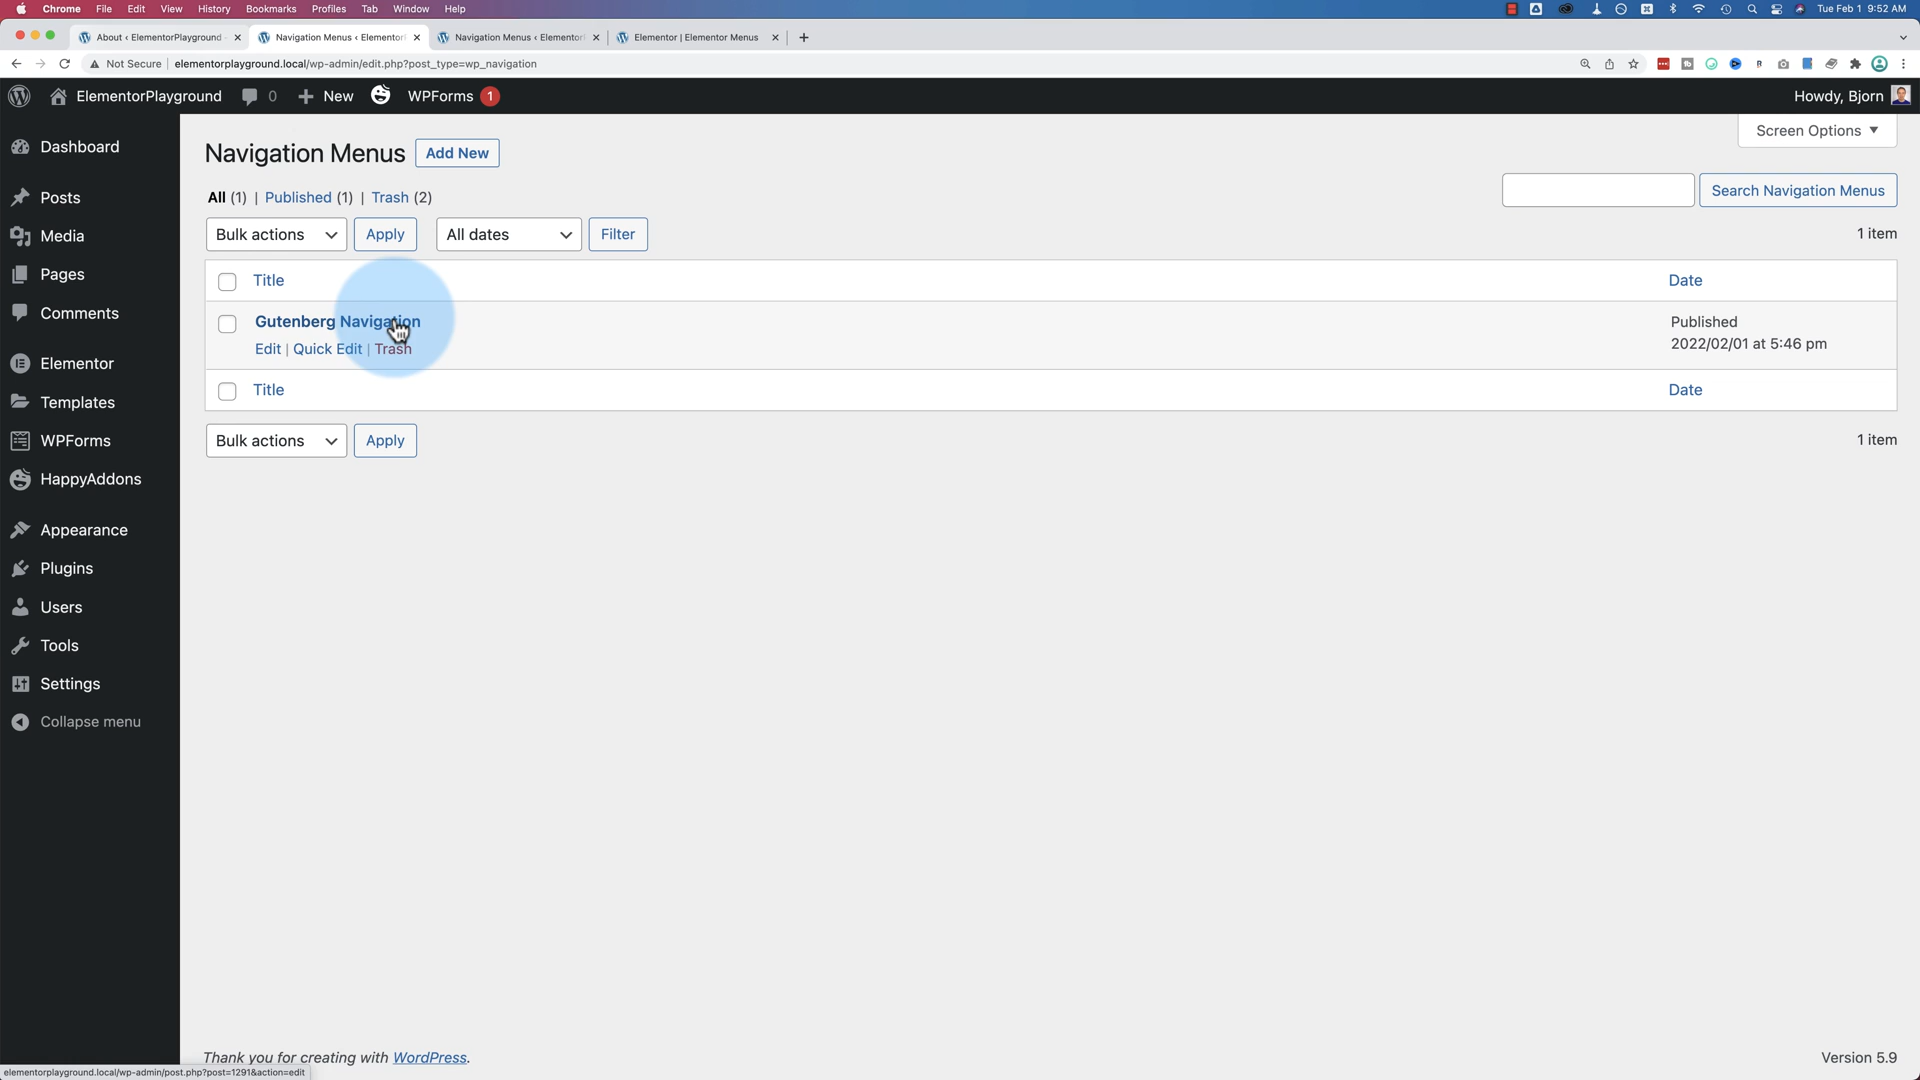 Chrome File Edit View History Bookmarks Profiles Tab Window Help Tue Feb 1 9:52 AM
About ‹ ElementorPlayground Navigation Menus ‹ Elementor Navigation Menus ‹ Elementor Elementor | Elementor Menus
Not Secure | elementorplayground.local/wp-admin/edit.php?post_type=wp_navigation
ElementorPlayground 0 + New WPForms 1 Howdy, Bjorn
Screen Options ▼
Dashboard
Posts
Media
Pages
Comments
Elementor
Templates
WPForms
HappyAddons
Appearance
Plugins
Users
Tools
Settings
Collapse menu
Navigation Menus Add New
All (1) | Published (1) | Trash (2)
Search Navigation Menus
Bulk actions Apply All dates Filter 1 item
Title Date
Gutenberg Navigation Published
Edit | Quick Edit | Trash 2022/02/01 at 5:46 pm
Title Date
Bulk actions Apply 1 item
Thank you for creating with WordPress. Version 5.9
elementorplayground.local/wp-admin/post.php?post=1291&action=edit